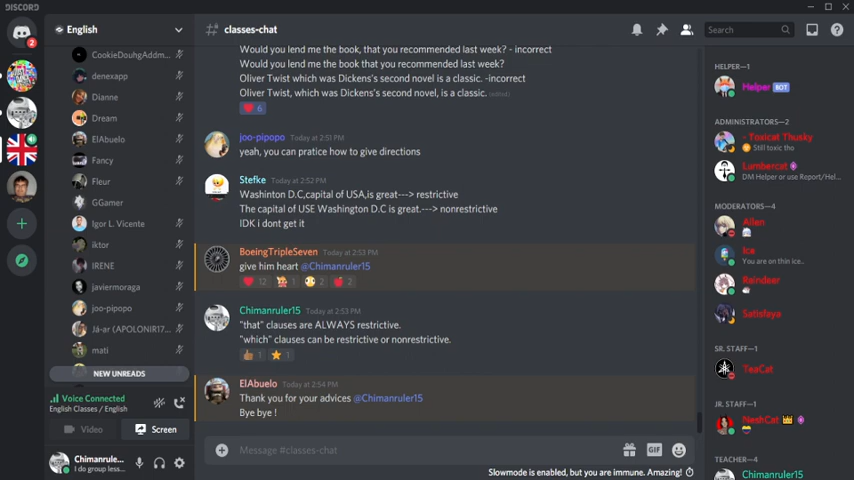 DISCORD
2
English
CookieDouhgAddm...
denexapp
Dianne
Dream
ElAbuelo
Fancy
Fleur
GGamer
Igor L. Vicente
iktor
IRENE
javiermoraga
joo-pipopo
Já-ar (APOLONIR17...
mati
NEW UNREADS
Voice Connected
English Classes / English
Video
Screen
Chimanrule...
I do group less...
classes-chat
Search
Would you lend me the book, that you recommended last week? - incorrect
Would you lend me the book that you recommended last week?
Oliver Twist which was Dickens's second novel is a classic. -incorrect
Oliver Twist, which was Dickens's second novel, is a classic. (edited)
6
joo-pipopo Today at 2:51 PM
yeah, you can pratice how to give directions
Stefke Today at 2:52 PM
Washinton D.C,capital of USA,is great---> restrictive
The capital of USE Washington D.C is great.---> nonrestrictive
IDK i dont get it
BoeingTripleSeven Today at 2:53 PM
give him heart @Chimanruler15
12 1 2 2
Chimanruler15 Today at 2:53 PM
"that" clauses are ALWAYS restrictive.
"which" clauses can be restrictive or nonrestrictive.
1 1
ElAbuelo Today at 2:54 PM
Thank you for your advices @Chimanruler15
Bye bye !
Message #classes-chat
GIF
Slowmode is enabled, but you are immune. Amazing!
HELPER—1
Helper BOT
ADMINISTRATORS—2
Toxicat Thusky
Still toxic tho
Lumbercat
DM Helper or use Report/Hel...
MODERATORS—4
Allen
Ice
You are on thin ice..
Raindeer
Satisfaya
SR. STAFF—1
TeaCat
JR. STAFF—1
NeshCat
TEACHER—4
Chimanruler15